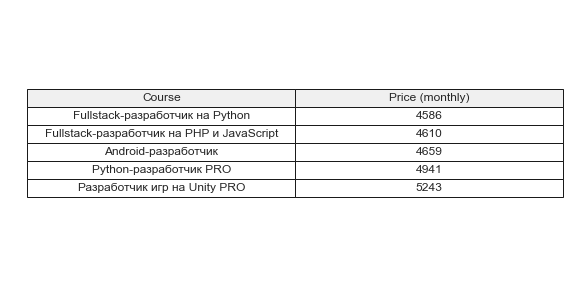 Course Price (monthly)
Fullstack-разработчик на Python 4586
Fullstack-разработчик на PHP и JavaScript 4610
Android-разработчик 4659
Python-разработчик PRO 4941
Разработчик игр на Unity PRO 5243